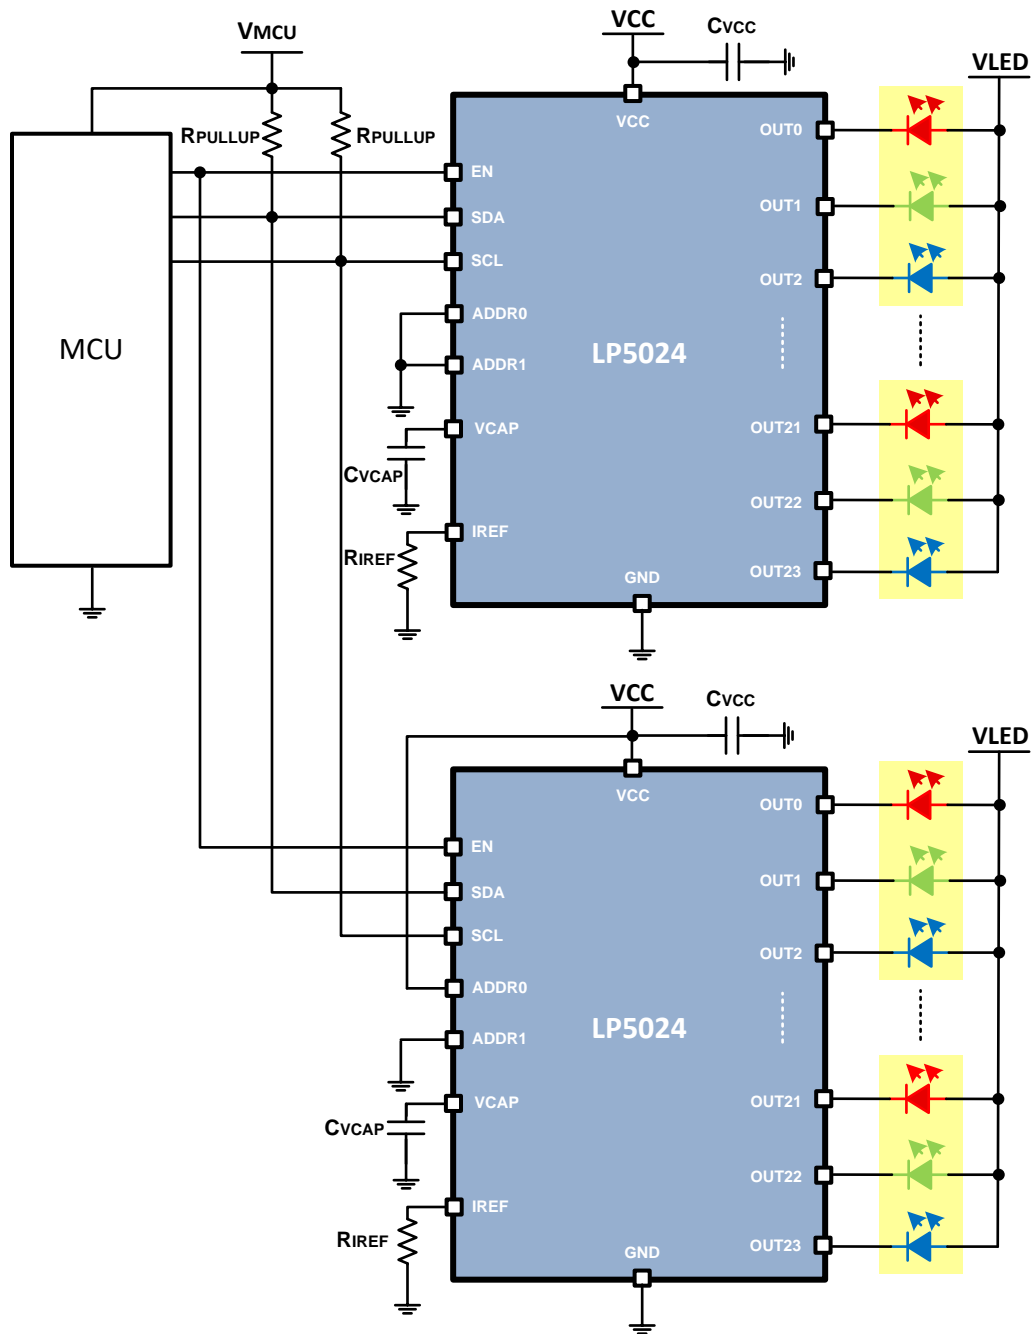 VMCU
VCC
CVCC
VLED
RPULLUP
RPULLUP
VCC
OUT0
EN
OUT1
SDA
SCL
OUT2
ADDR0
MCU
LP5024
ADDR1
VCAP
OUT21
CVCAP
OUT22
IREF
RIREF
GND
OUT23
VCC
CVCC
VLED
VCC
OUT0
EN
OUT1
SDA
SCL
OUT2
ADDR0
LP5024
ADDR1
VCAP
OUT21
CVCAP
OUT22
IREF
RIREF
GND
OUT23